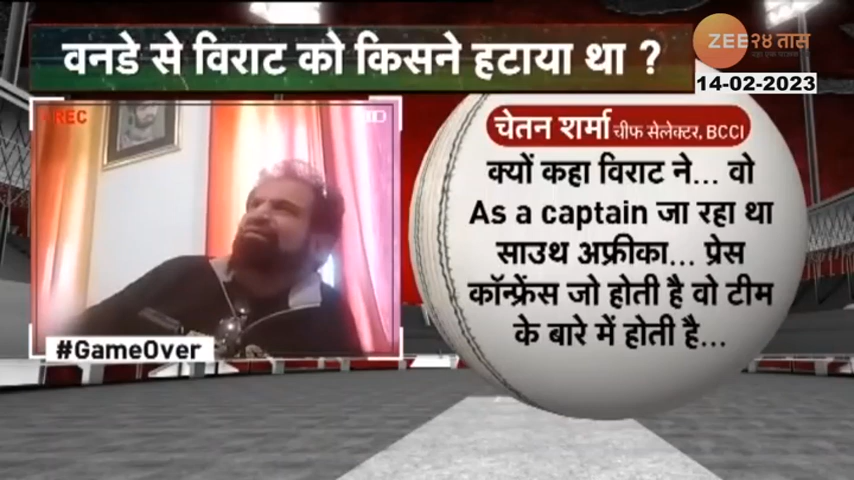 वनडे से विराट को किसने हटाया था ?
ZEE २४ तास
14-02-2023
REC
चेतन शर्मा चीफ सेलेक्टर, BCCI
क्यों कहा विराट ने... वो
As a captain जा रहा था
साउथ अफ्रीका... प्रेस
कॉन्फ्रेंस जो होती है वो टीम
के बारे में होती है...
#GameOver